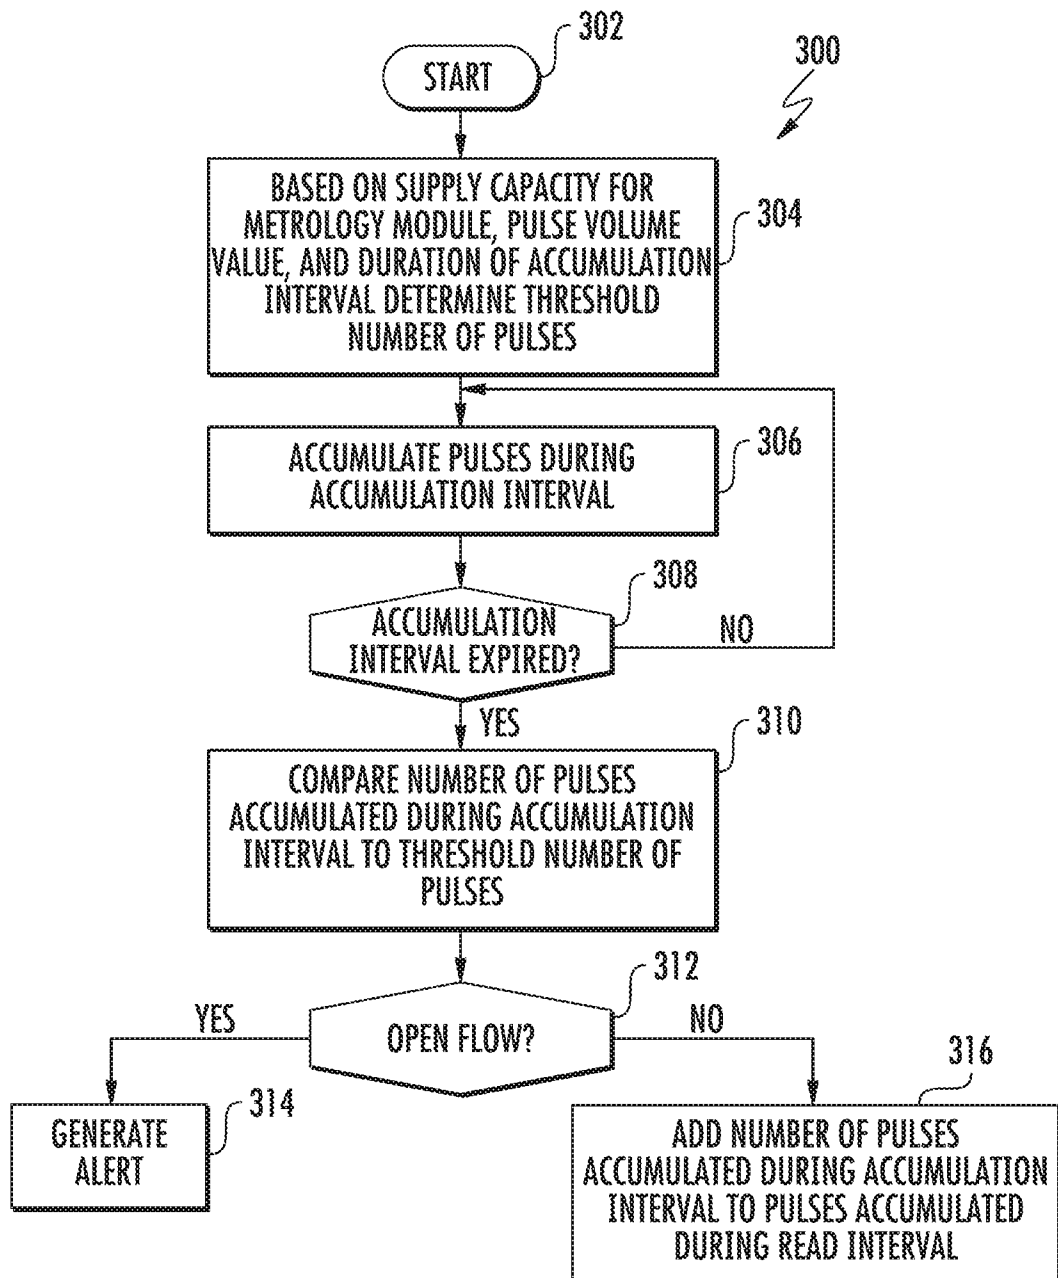 302
300
START
BASED ON SUPPLY CAPACITY FOR
METROLOGY MODULE, PULSE VOLUME
VALUE, AND DURATION OF ACCUMULATION
INTERVAL DETERMINE THRESHOLD
NUMBER OF PULSES
304
ACCUMULATE PULSES DURING
ACCUMULATION INTERVAL
306
308
ACCUMULATION
INTERVAL EXPIRED?
NO
YES
310
COMPARE NUMBER OF PULSES
ACCUMULATED DURING ACCUMULATION
INTERVAL TO THRESHOLD NUMBER OF
PULSES
312
YES
OPEN FLOW?
NO
314
GENERATE
ALERT
316
ADD NUMBER OF PULSES
ACCUMULATED DURING ACCUMULATION
INTERVAL TO PULSES ACCUMULATED
DURING READ INTERVAL